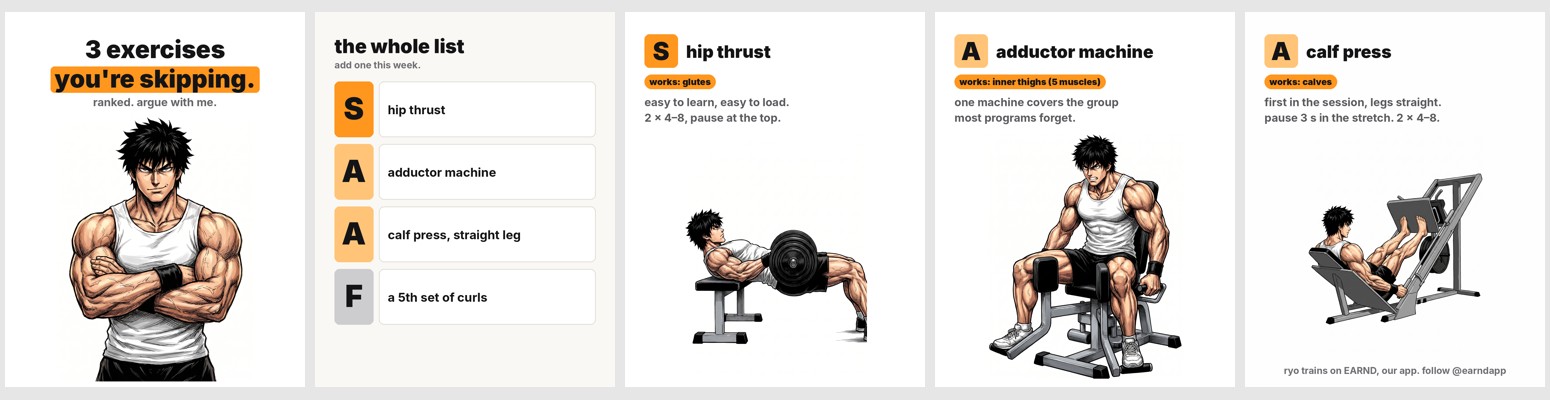 3 exercises
you're skipping.
ranked. argue with me.
the whole list
add one this week.
S hip thrust
A adductor machine
A calf press, straight leg
F a 5th set of curls
S hip thrust
works: glutes
easy to learn, easy to load.
2 × 4–8, pause at the top.
A adductor machine
works: inner thighs (5 muscles)
one machine covers the group
most programs forget.
A calf press
works: calves
first in the session, legs straight.
pause 3 s in the stretch. 2 × 4–8.
ryo trains on EARND, our app. follow @earndapp